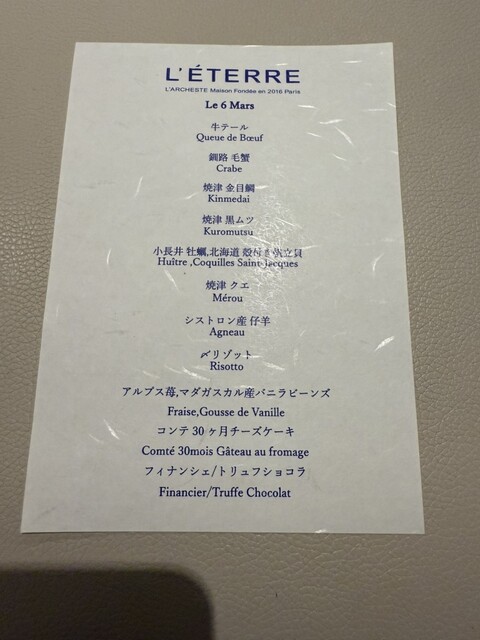 L'ÉTERRE
L'ARCHESTE Maison Fondée en 2016 Paris
Le 6 Mars
牛テール
Queue de Bœuf
釧路 毛蟹
Crabe
焼津 金目鯛
Kinmedai
焼津 黒ムツ
Kuromutsu
小長井 牡蠣,北海道 殻付き帆立貝
Huître ,Coquilles Saint-Jacques
焼津 クエ
Mérou
シストロン産 仔羊
Agneau
〆リゾット
Risotto
アルプス苺,マダガスカル産バニラビーンズ
Fraise,Gousse de Vanille
コンテ 30 ヶ月チーズケーキ
Comté 30mois Gâteau au fromage
フィナンシェ/トリュフショコラ
Financier/Truffe Chocolat